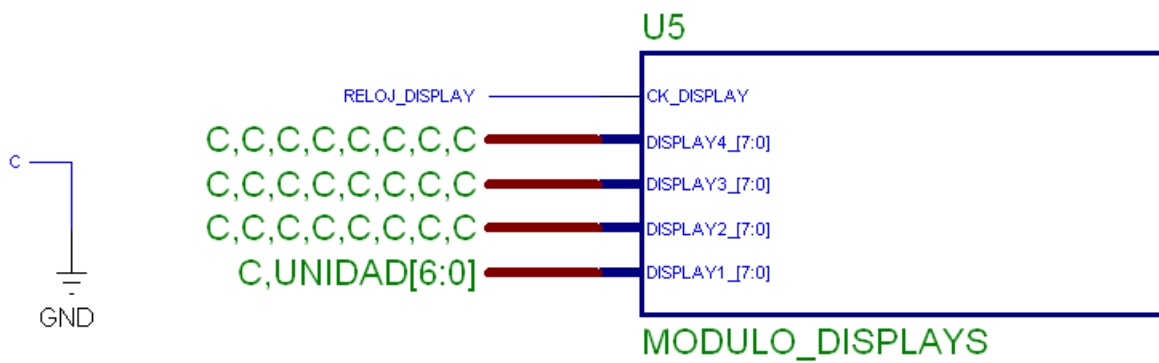 U5
RELOJ_DISPLAY CK_DISPLAY
C,C,C,C,C,C,C,C DISPLAY4_[7:0]
C C,C,C,C,C,C,C,C DISPLAY3_[7:0]
C,C,C,C,C,C,C,C DISPLAY2_[7:0]
C,UNIDAD[6:0] DISPLAY1_[7:0]
GND
MODULO_DISPLAYS